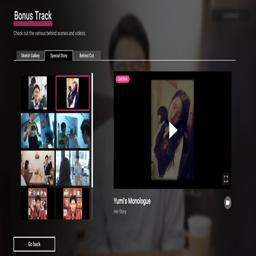 Bonus Track
Check out the various behind scenes and videos.
Sketch Gallery
Special Story
Behind Cut
Yumi's Monologue
Her Story
Go back